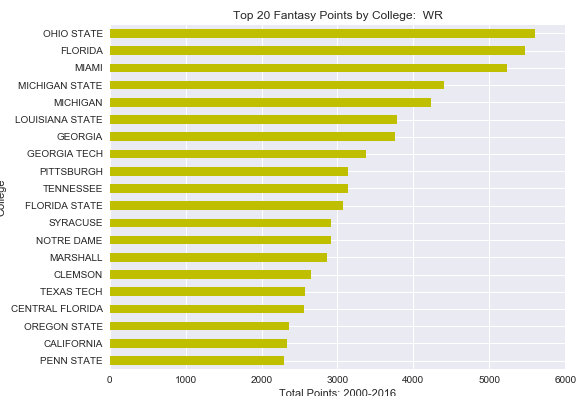 Top 20 Fantasy Points by College:  WR
OHIO STATE
FLORIDA
MIAMI
MICHIGAN STATE
MICHIGAN
LOUISIANA STATE
GEORGIA
GEORGIA TECH
PITTSBURGH
TENNESSEE
FLORIDA STATE
SYRACUSE
NOTRE DAME
MARSHALL
CLEMSON
TEXAS TECH
CENTRAL FLORIDA
OREGON STATE
CALIFORNIA
PENN STATE
College
0 1000 2000 3000 4000 5000 6000
Total Points: 2000-2016